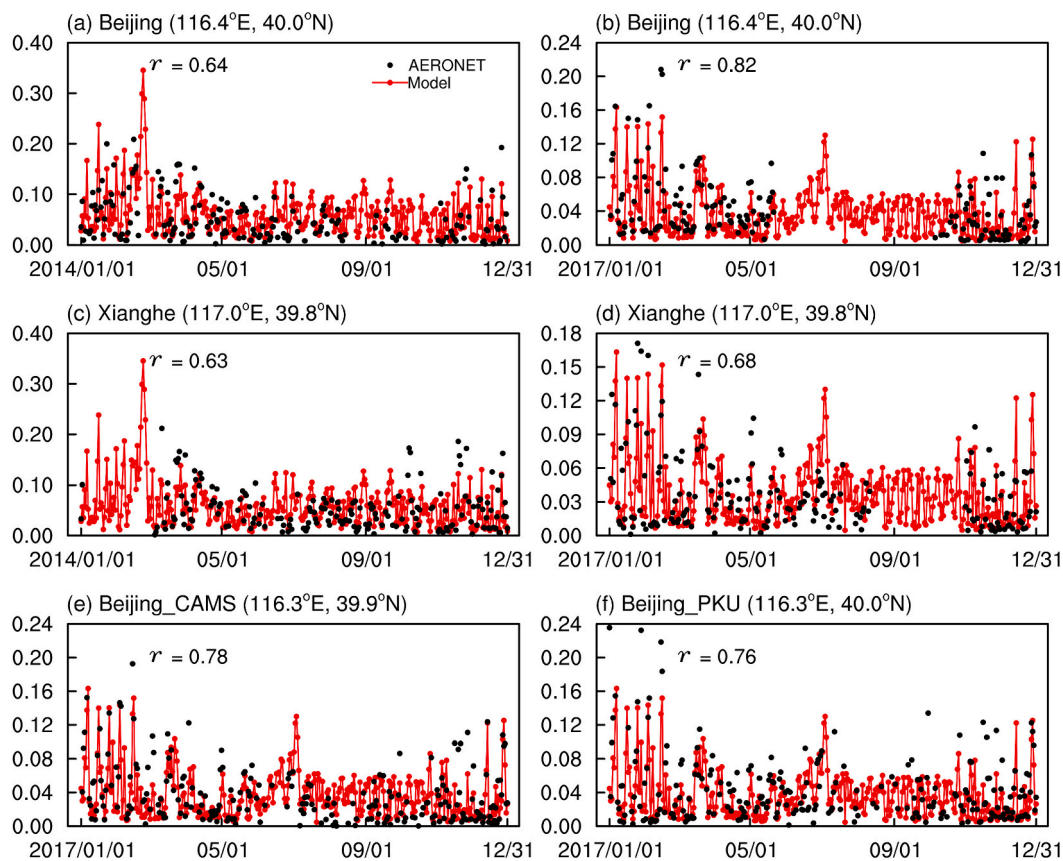 (a) Beijing (116.4°E, 40.0°N)
0.40
0.30
0.20
0.10
0.00
r = 0.64
AERONET
Model
2014/01/01 05/01 09/01 12/31
(b) Beijing (116.4°E, 40.0°N)
0.24
0.20
0.16
0.12
0.08
0.04
0.00
r = 0.82
2017/01/01 05/01 09/01 12/31
(c) Xianghe (117.0°E, 39.8°N)
0.40
0.30
0.20
0.10
0.00
r = 0.63
2014/01/01 05/01 09/01 12/31
(d) Xianghe (117.0°E, 39.8°N)
0.18
0.15
0.12
0.09
0.06
0.03
0.00
r = 0.68
2017/01/01 05/01 09/01 12/31
(e) Beijing_CAMS (116.3°E, 39.9°N)
0.24
0.20
0.16
0.12
0.08
0.04
0.00
r = 0.78
2017/01/01 05/01 09/01 12/31
(f) Beijing_PKU (116.3°E, 40.0°N)
0.24
0.20
0.16
0.12
0.08
0.04
0.00
r = 0.76
2017/01/01 05/01 09/01 12/31